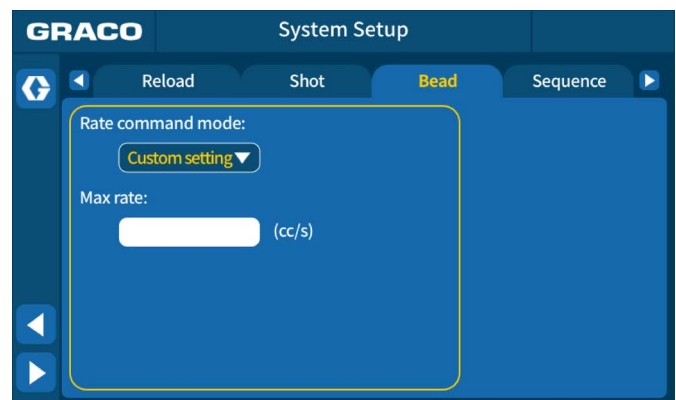 GRACO System Setup
Reload Shot Bead Sequence
Rate command mode:
Custom setting
Max rate:
(cc/s)